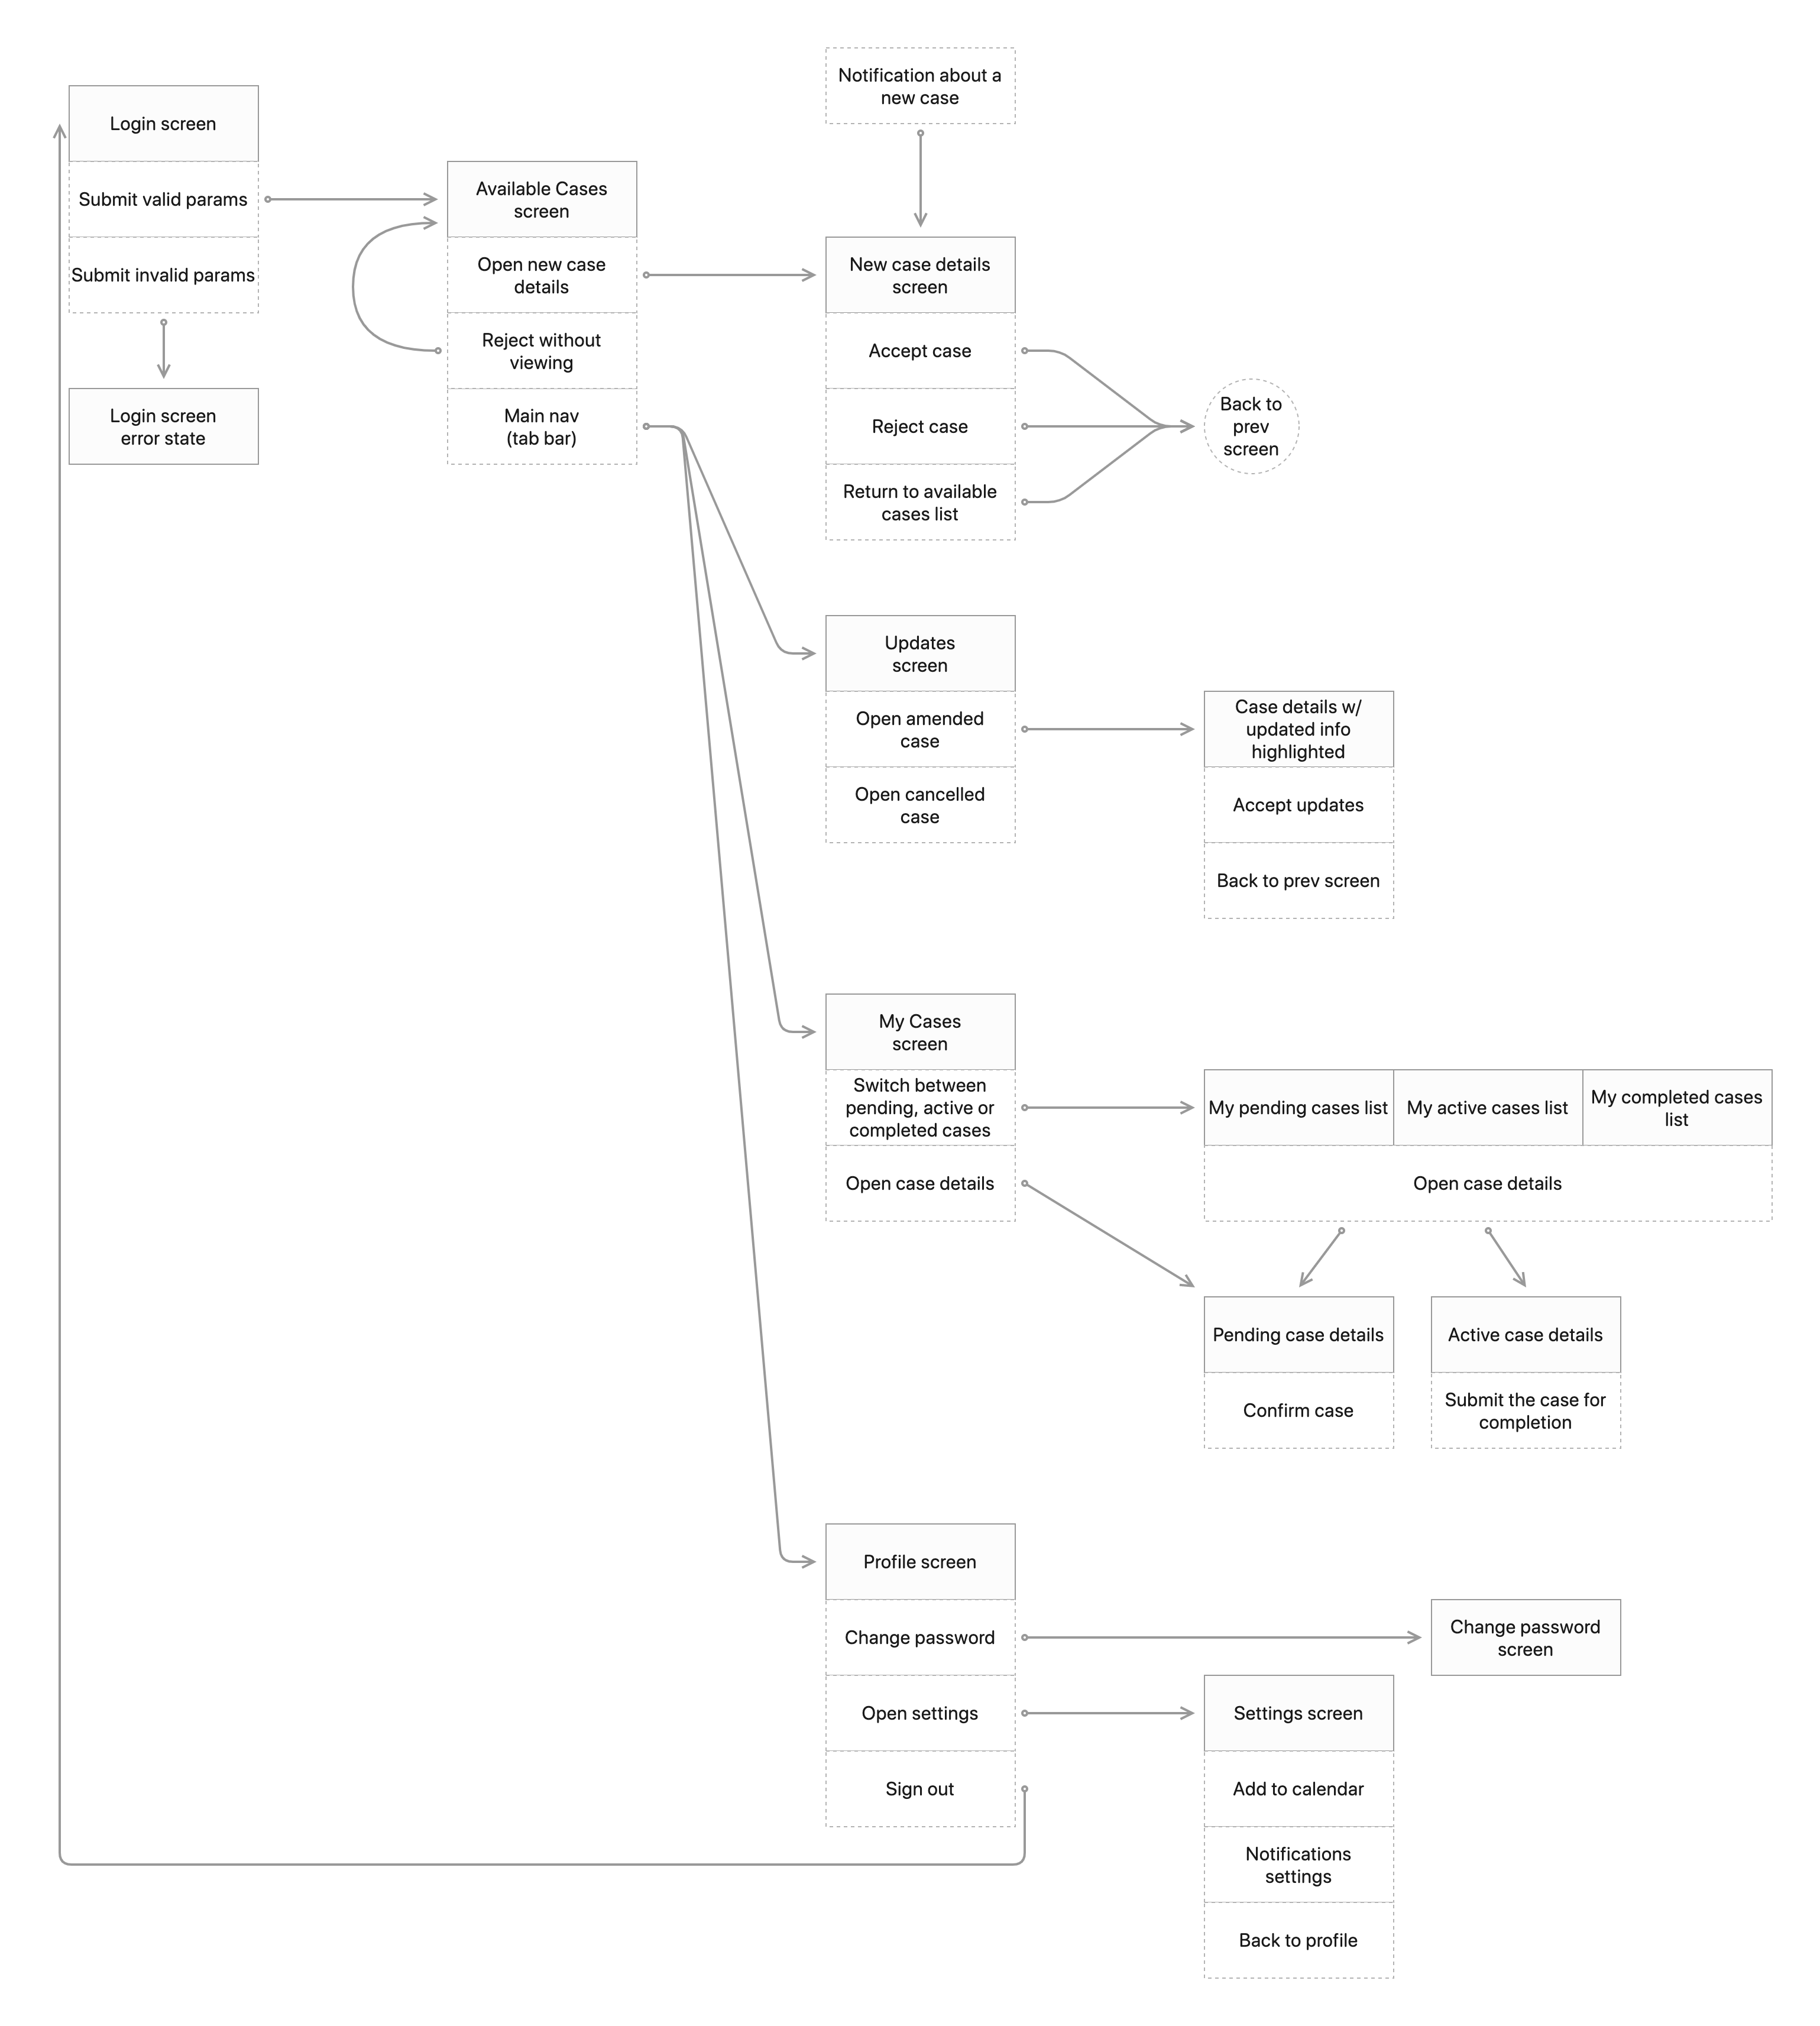 Notification about a
new case
Login screen
Submit valid params
Submit invalid params
Login screen
error state
Available Cases
screen
Open new case
details
Reject without
viewing
Main nav
(tab bar)
New case details
screen
Accept case
Reject case
Return to available
cases list
Back to
prev
screen
Updates
screen
Open amended
case
Open cancelled
case
Case details w/
updated info
highlighted
Accept updates
Back to prev screen
My Cases
screen
Switch between
pending, active or
completed cases
Open case details
My pending cases list
My active cases list
My completed cases
list
Open case details
Pending case details
Confirm case
Active case details
Submit the case for
completion
Profile screen
Change password
Open settings
Sign out
Change password
screen
Settings screen
Add to calendar
Notifications
settings
Back to profile